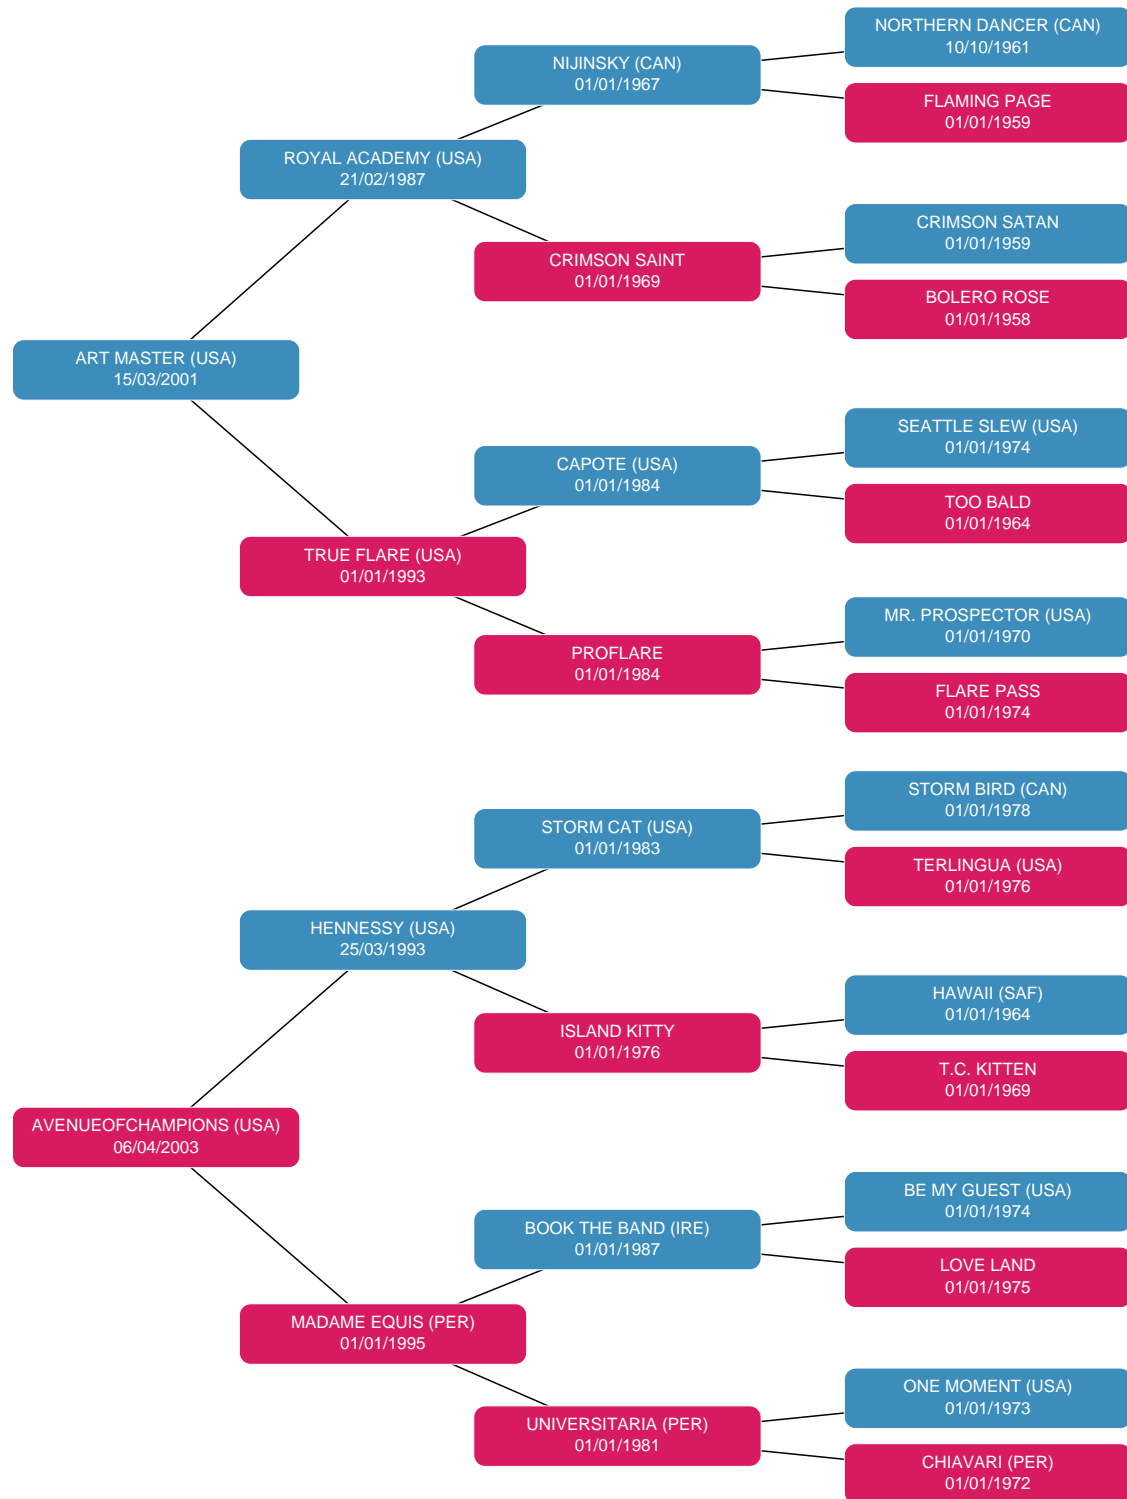 NORTHERN DANCER (CAN)
10/10/1961
NIJINSKY (CAN)
01/01/1967
FLAMING PAGE
01/01/1959
ROYAL ACADEMY (USA)
21/02/1987
CRIMSON SATAN
01/01/1959
CRIMSON SAINT
01/01/1969
BOLERO ROSE
01/01/1958
ART MASTER (USA)
15/03/2001
SEATTLE SLEW (USA)
01/01/1974
CAPOTE (USA)
01/01/1984
TOO BALD
01/01/1964
TRUE FLARE (USA)
01/01/1993
MR. PROSPECTOR (USA)
01/01/1970
PROFLARE
01/01/1984
FLARE PASS
01/01/1974
STORM BIRD (CAN)
01/01/1978
STORM CAT (USA)
01/01/1983
TERLINGUA (USA)
01/01/1976
HENNESSY (USA)
25/03/1993
HAWAII (SAF)
01/01/1964
ISLAND KITTY
01/01/1976
T.C. KITTEN
01/01/1969
AVENUEOFCHAMPIONS (USA)
06/04/2003
BE MY GUEST (USA)
01/01/1974
BOOK THE BAND (IRE)
01/01/1987
LOVE LAND
01/01/1975
MADAME EQUIS (PER)
01/01/1995
ONE MOMENT (USA)
01/01/1973
UNIVERSITARIA (PER)
01/01/1981
CHIAVARI (PER)
01/01/1972